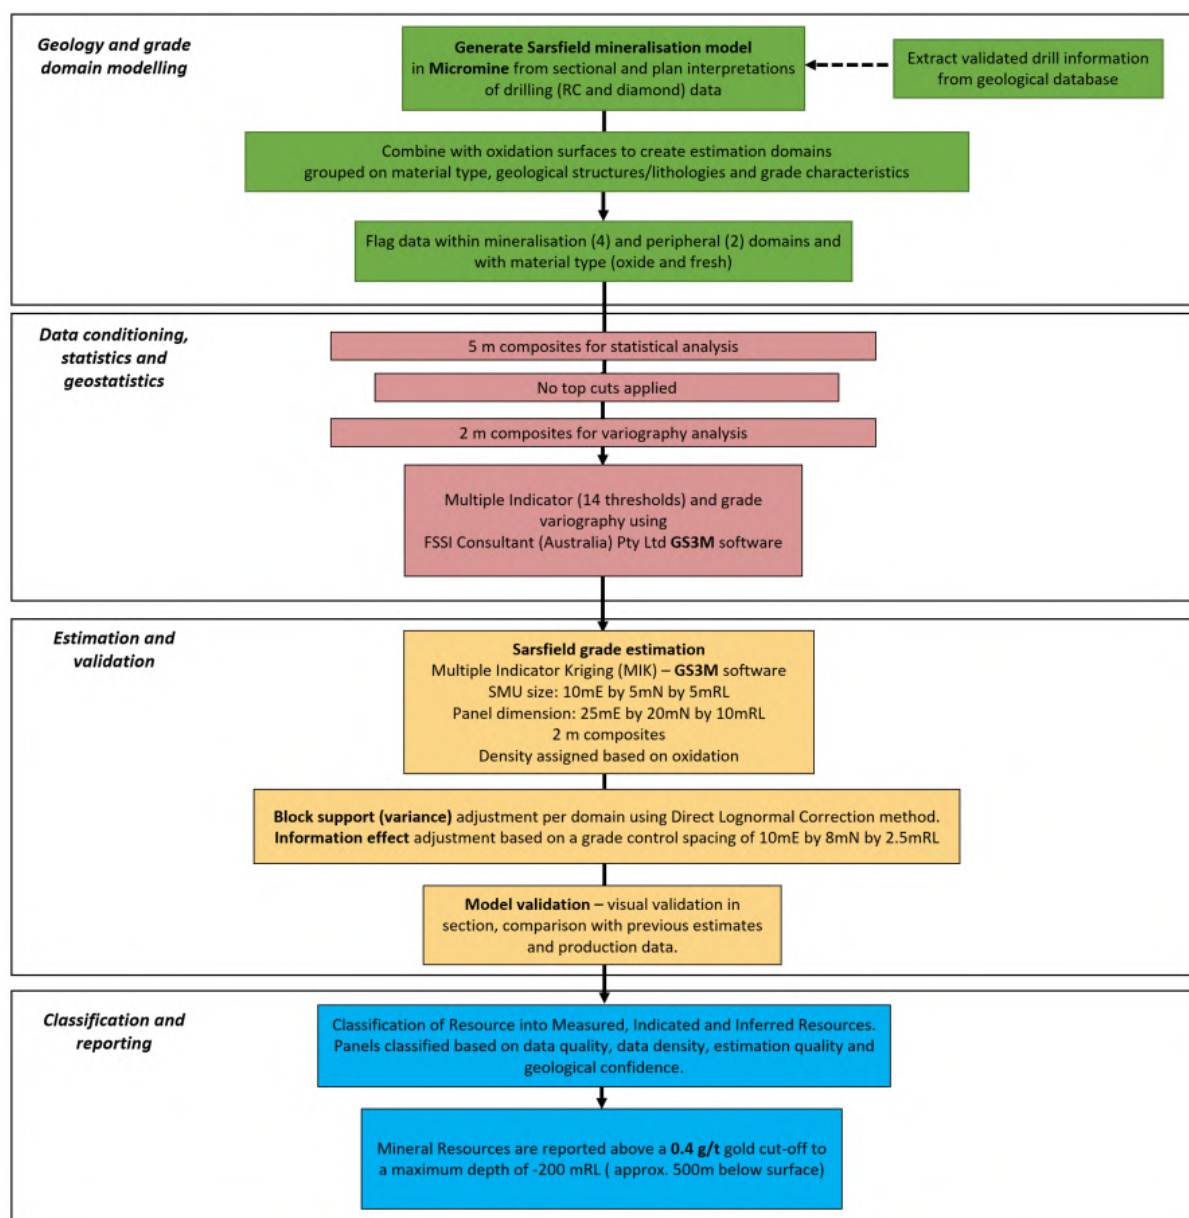 Geology and grade
domain modelling
Generate Sarsfield mineralisation model
in Micromine from sectional and plan interpretations
of drilling (RC and diamond) data
Extract validated drill information
from geological database
Combine with oxidation surfaces to create estimation domains
grouped on material type, geological structures/lithologies and grade characteristics
Flag data within mineralisation (4) and peripheral (2) domains and
with material type (oxide and fresh)
Data conditioning,
statistics and
geostatistics
5 m composites for statistical analysis
No top cuts applied
2 m composites for variography analysis
Multiple Indicator (14 thresholds) and grade
variography using
FSSI Consultant (Australia) Pty Ltd GS3M software
Estimation and
validation
Sarsfield grade estimation
Multiple Indicator Kriging (MIK) – GS3M software
SMU size: 10mE by 5mN by 5mRL
Panel dimension: 25mE by 20mN by 10mRL
2 m composites
Density assigned based on oxidation
Block support (variance) adjustment per domain using Direct Lognormal Correction method.
Information effect adjustment based on a grade control spacing of 10mE by 8mN by 2.5mRL
Model validation – visual validation in
section, comparison with previous estimates
and production data.
Classification and
reporting
Classification of Resource into Measured, Indicated and Inferred Resources.
Panels classified based on data quality, data density, estimation quality and
geological confidence.
Mineral Resources are reported above a 0.4 g/t gold cut-off to
a maximum depth of -200 mRL ( approx. 500m below surface)